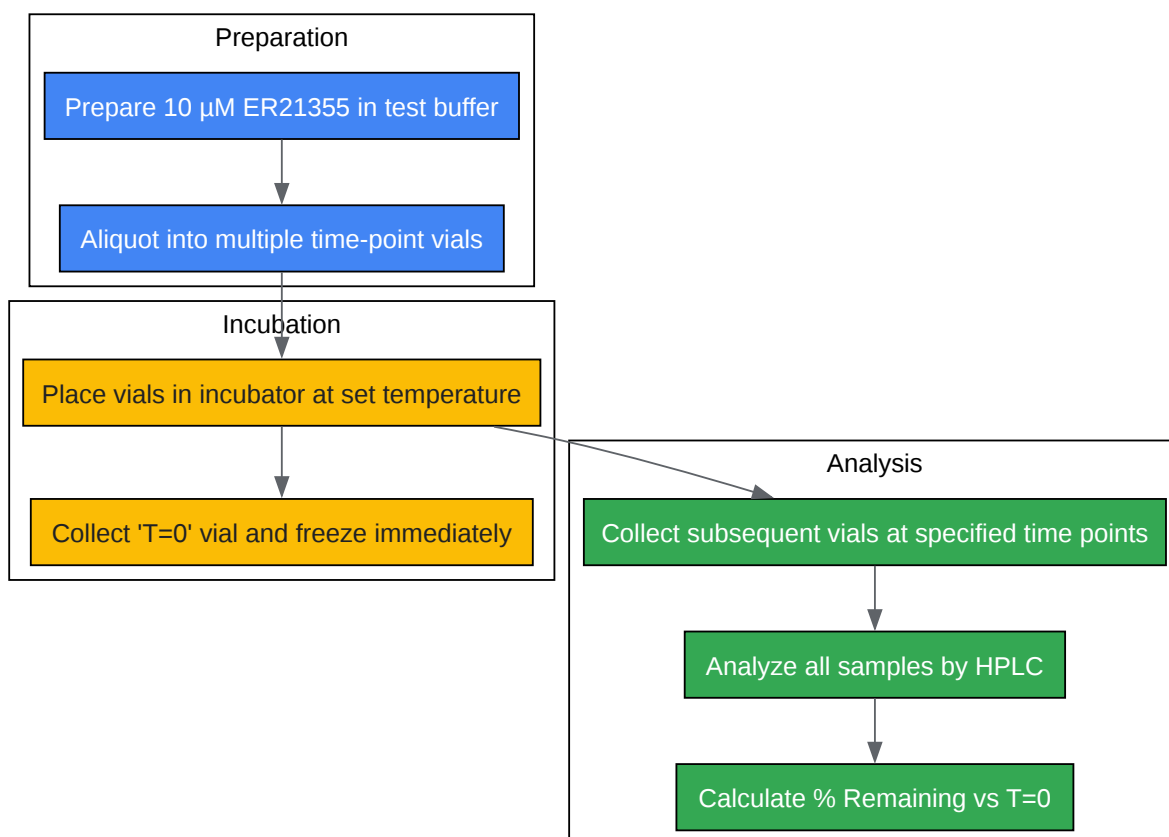 Preparation
Prepare 10 µM ER21355 in test buffer
Aliquot into multiple time-point vials
Incubation
Place vials in incubator at set temperature
Collect 'T=0' vial and freeze immediately
Analysis
Collect subsequent vials at specified time points
Analyze all samples by HPLC
Calculate % Remaining vs T=0